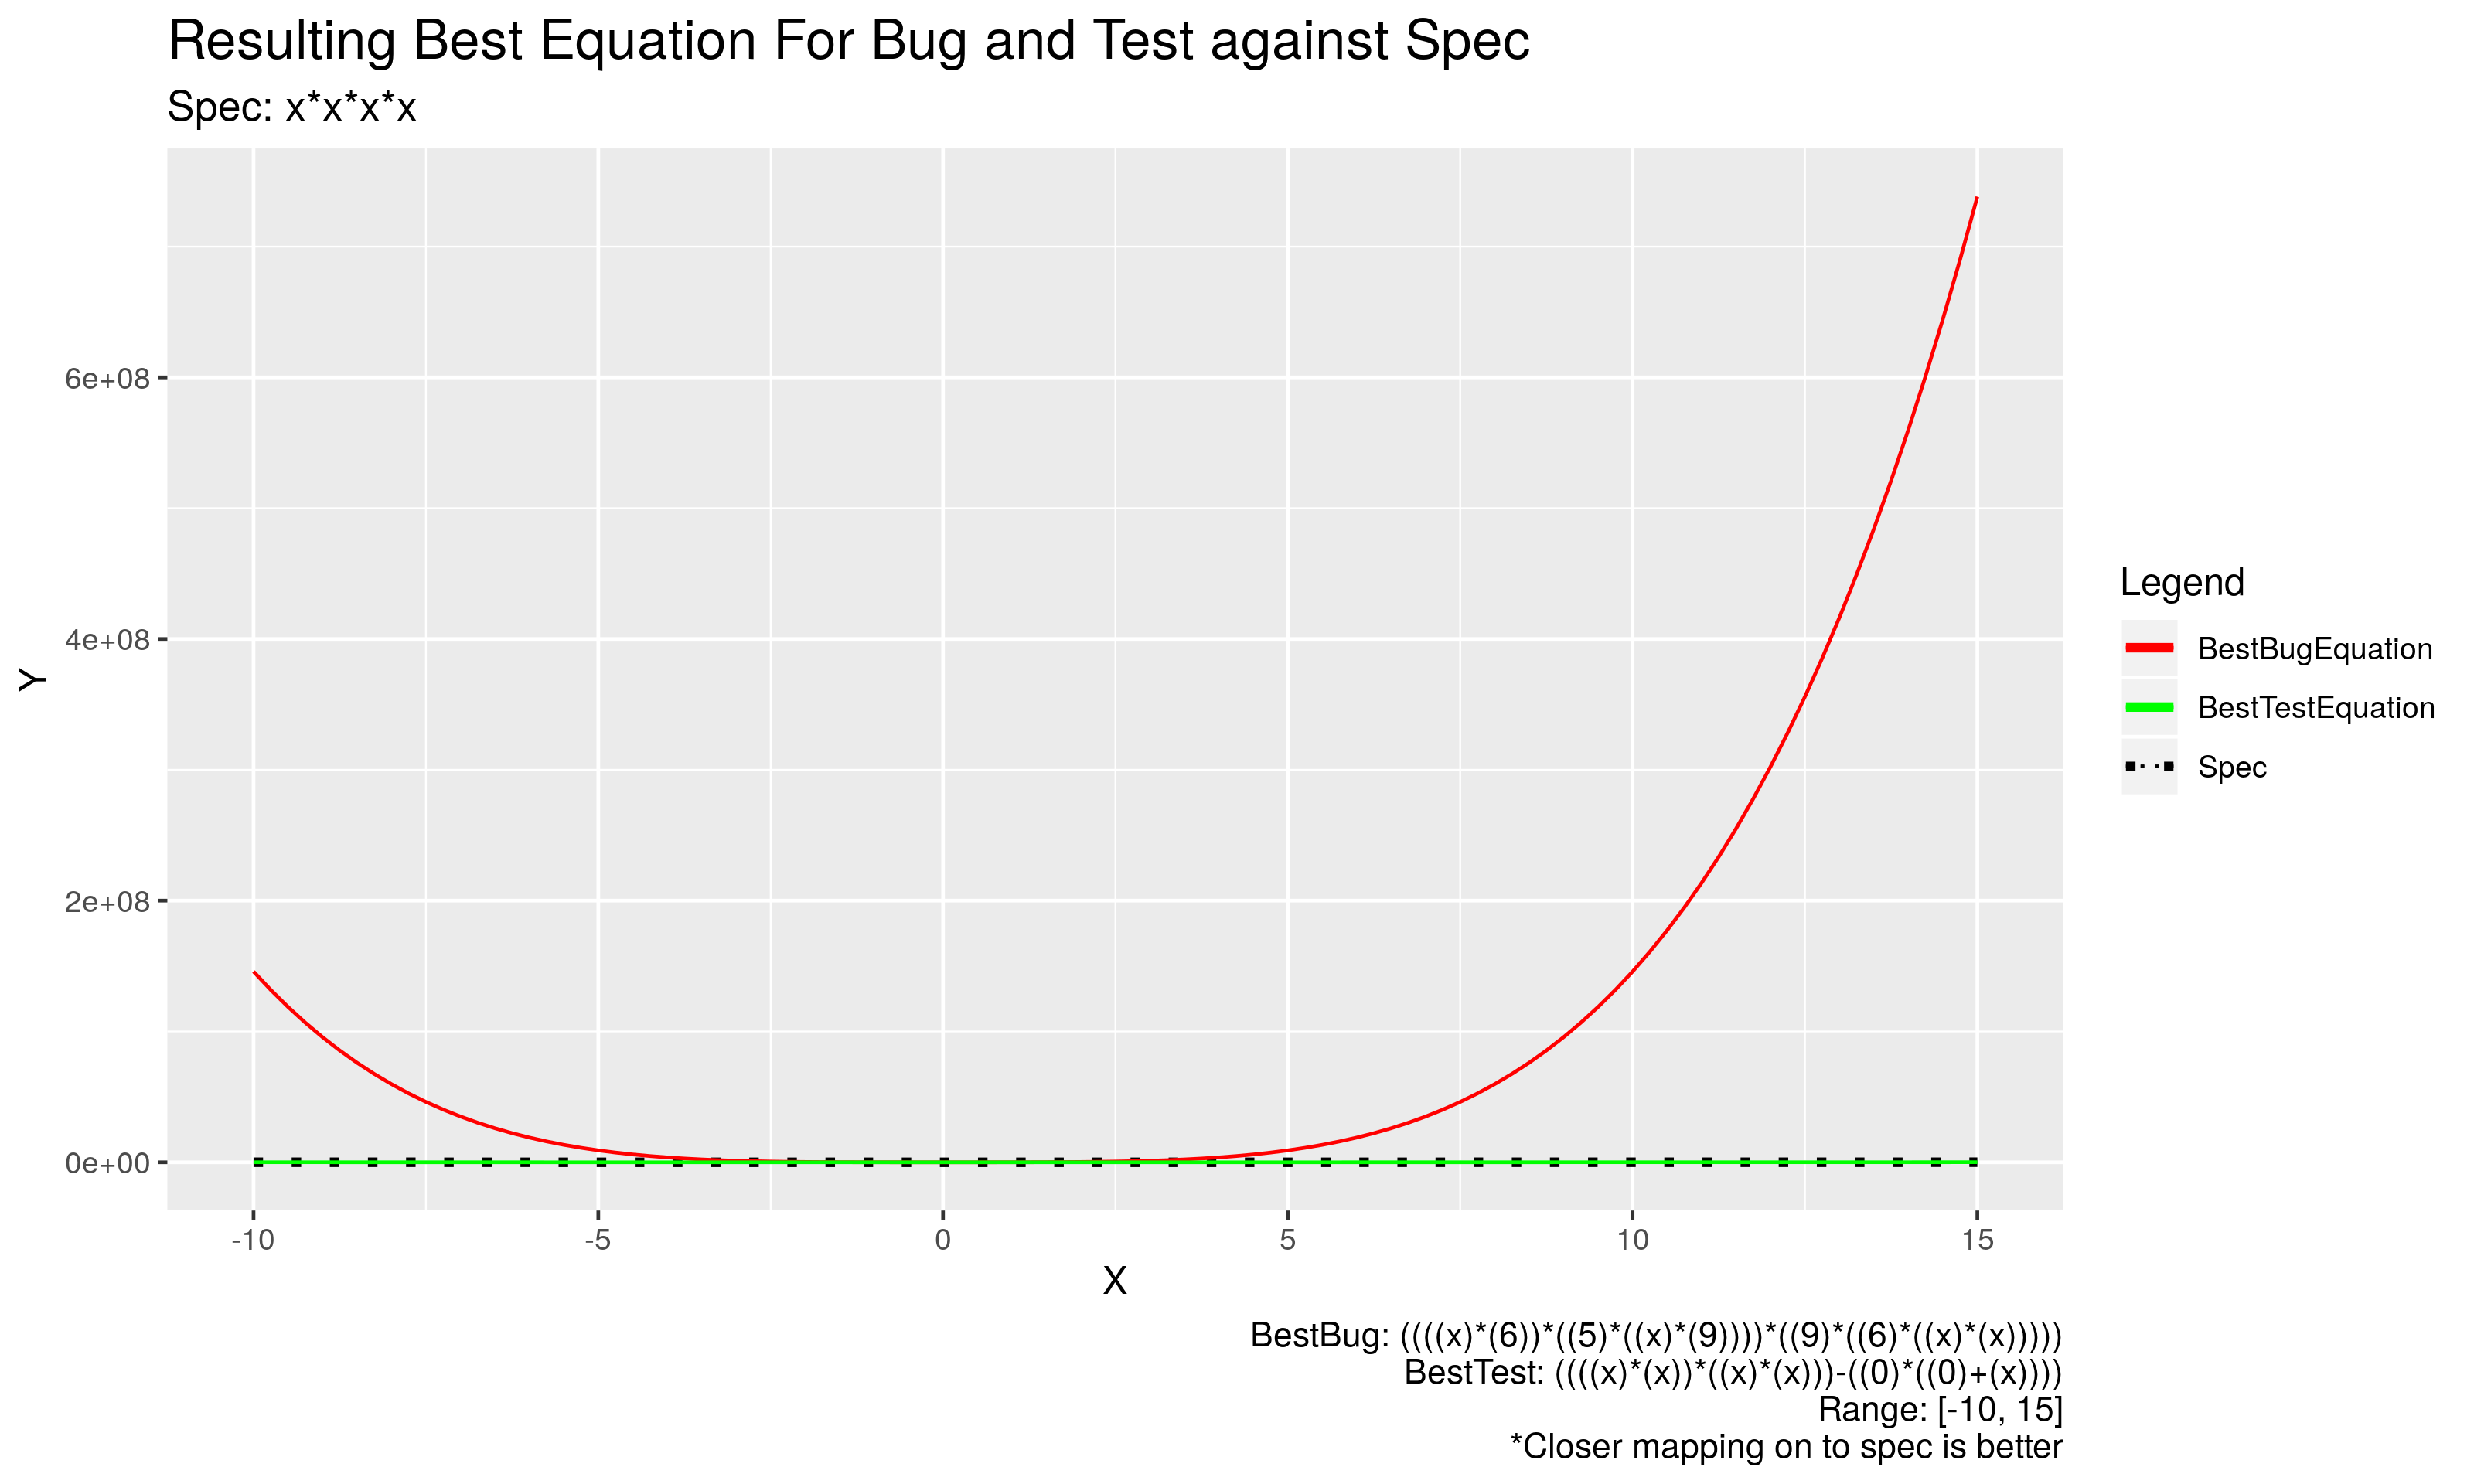 Resulting Best Equation For Bug and Test against Spec
Spec: x*x*x*x
Y
6e+08
4e+08
2e+08
0e+00
-10 -5 0 5 10 15
X
Legend
BestBugEquation
BestTestEquation
Spec
BestBug: ((((x)*(6))*((5)*((x)*(9))))*((9)*((6)*((x)*(x)))))
BestTest: ((((x)*(x))*((x)*(x)))-((0)*((0)+(x))))
Range: [-10, 15]
*Closer mapping on to spec is better